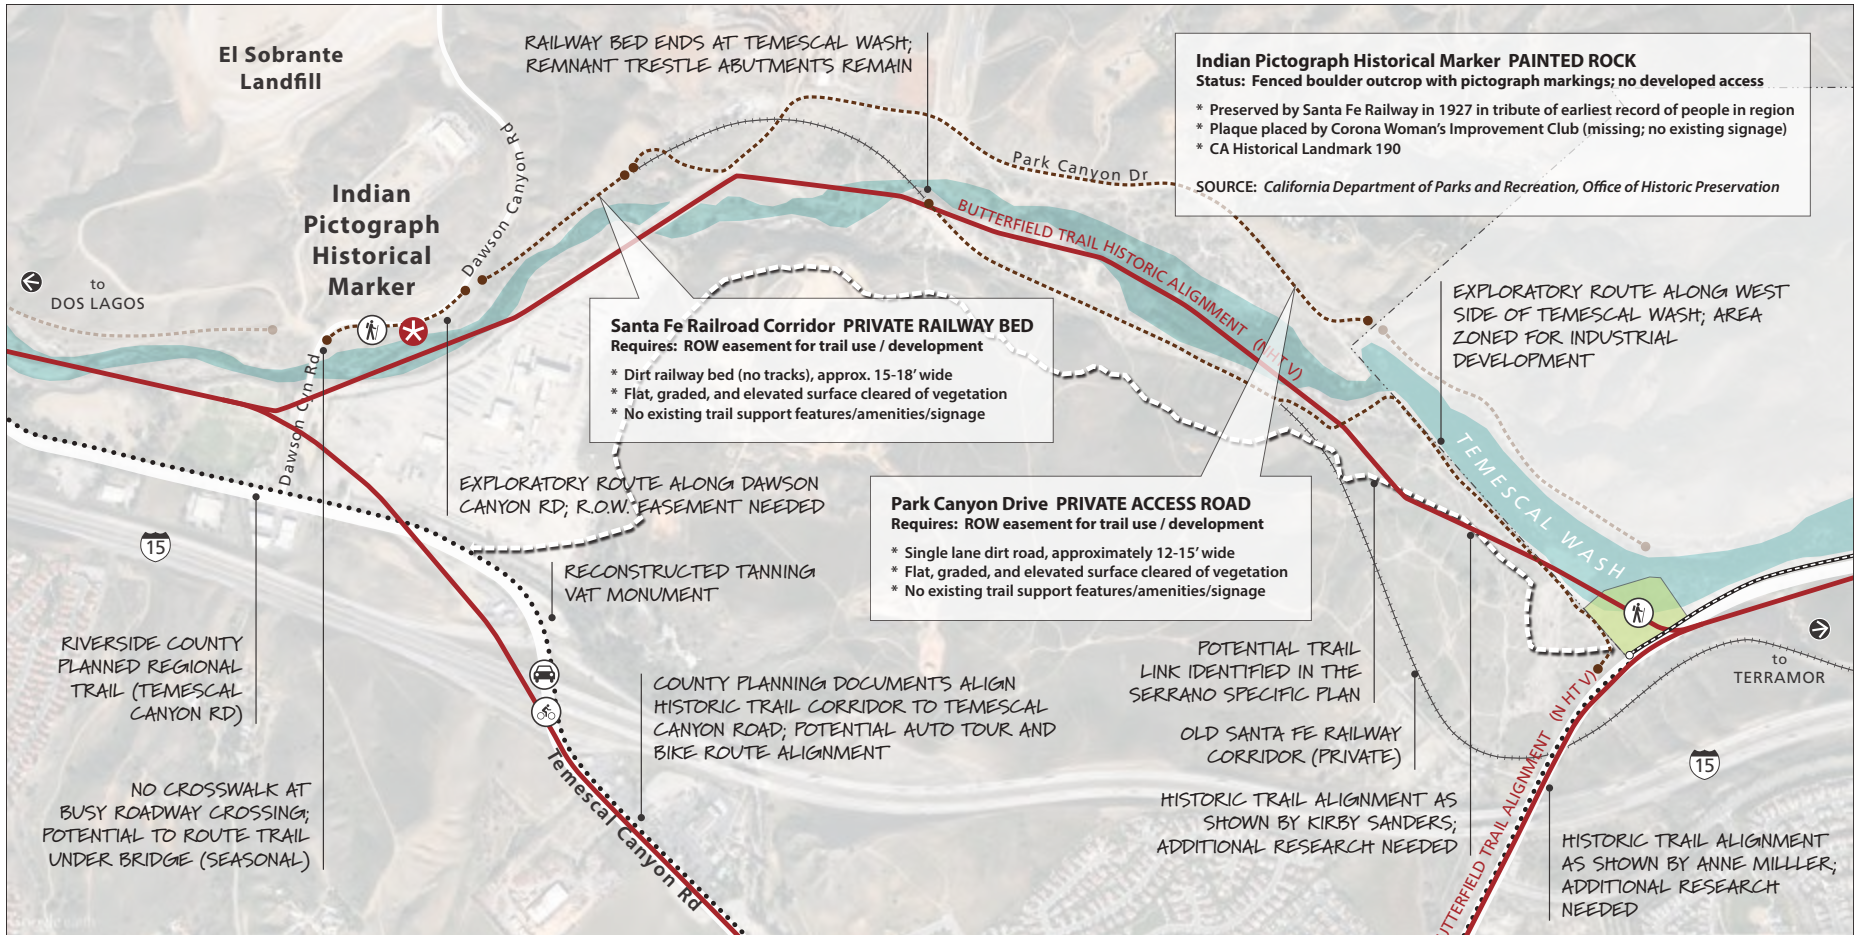 El Sobrante
Landfill
RAILWAY BED ENDS AT TEMESCAL WASH;
REMNANT TRESTLE ABUTMENTS REMAIN
Indian Pictograph Historical Marker PAINTED ROCK
Status: Fenced boulder outcrop with pictograph markings; no developed access
* Preserved by Santa Fe Railway in 1927 in tribute of earliest record of people in region
* Plaque placed by Corona Woman's Improvement Club (missing; no existing signage)
* CA Historical Landmark 190
SOURCE: California Department of Parks and Recreation, Office of Historic Preservation
Dawson Canyon Rd
Park Canyon Dr
Indian
Pictograph
Historical
Marker
to
DOS LAGOS
BUTTERFIELD TRAIL HISTORIC ALIGNMENT (NHT V)
EXPLORATORY ROUTE ALONG WEST
SIDE OF TEMESCAL WASH; AREA
ZONED FOR INDUSTRIAL
DEVELOPMENT
Santa Fe Railroad Corridor PRIVATE RAILWAY BED
Requires: ROW easement for trail use / development
* Dirt railway bed (no tracks), approx. 15-18' wide
* Flat, graded, and elevated surface cleared of vegetation
* No existing trail support features/amenities/signage
Dawson Cyn Rd
EXPLORATORY ROUTE ALONG DAWSON
CANYON RD; R.O.W. EASEMENT NEEDED
Park Canyon Drive PRIVATE ACCESS ROAD
Requires: ROW easement for trail use / development
* Single lane dirt road, approximately 12-15' wide
* Flat, graded, and elevated surface cleared of vegetation
* No existing trail support features/amenities/signage
TEMESCAL WASH
15
RECONSTRUCTED TANNING
VAT MONUMENT
RIVERSIDE COUNTY
PLANNED REGIONAL
TRAIL (TEMESCAL
CANYON RD)
COUNTY PLANNING DOCUMENTS ALIGN
HISTORIC TRAIL CORRIDOR TO TEMESCAL
CANYON ROAD; POTENTIAL AUTO TOUR AND
BIKE ROUTE ALIGNMENT
POTENTIAL TRAIL
LINK IDENTIFIED IN THE
SERRANO SPECIFIC PLAN
OLD SANTA FE RAILWAY
CORRIDOR (PRIVATE)
to
TERRAMOR
15
NO CROSSWALK AT
BUSY ROADWAY CROSSING;
POTENTIAL TO ROUTE TRAIL
UNDER BRIDGE (SEASONAL)
Temescal Canyon Rd
HISTORIC TRAIL ALIGNMENT AS
SHOWN BY KIRBY SANDERS;
ADDITIONAL RESEARCH NEEDED
UTTERFIELD TRAIL ALIGNMENT (N HT V)
HISTORIC TRAIL ALIGNMENT
AS SHOWN BY ANNE MILLLER;
ADDITIONAL RESEARCH
NEEDED